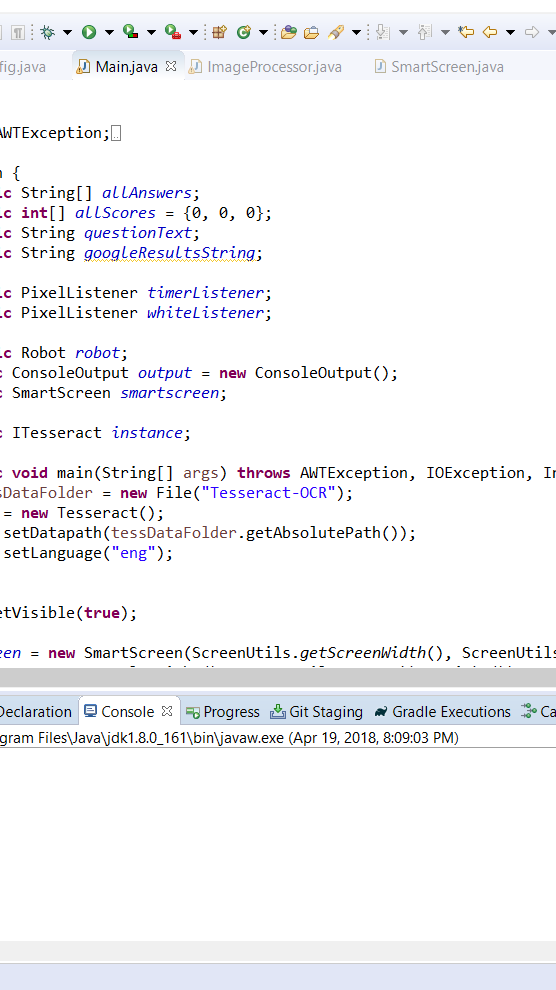 fig.java Main.java ImageProcessor.java SmartScreen.java
AWTException;
n {
ic String[] allAnswers;
ic int[] allScores = {0, 0, 0};
ic String questionText;
ic String googleResultsString;
ic PixelListener timerListener;
ic PixelListener whiteListener;
ic Robot robot;
c ConsoleOutput output = new ConsoleOutput();
c SmartScreen smartscreen;
c ITesseract instance;
c void main(String[] args) throws AWTException, IOException, In
sDataFolder = new File("Tesseract-OCR");
= new Tesseract();
setDatapath(tessDataFolder.getAbsolutePath());
setLanguage("eng");
etVisible(true);
een = new SmartScreen(ScreenUtils.getScreenWidth(), ScreenUtils
Declaration Console Progress Git Staging Gradle Executions Ca
gram Files\Java\jdk1.8.0_161\bin\javaw.exe (Apr 19, 2018, 8:09:03 PM)